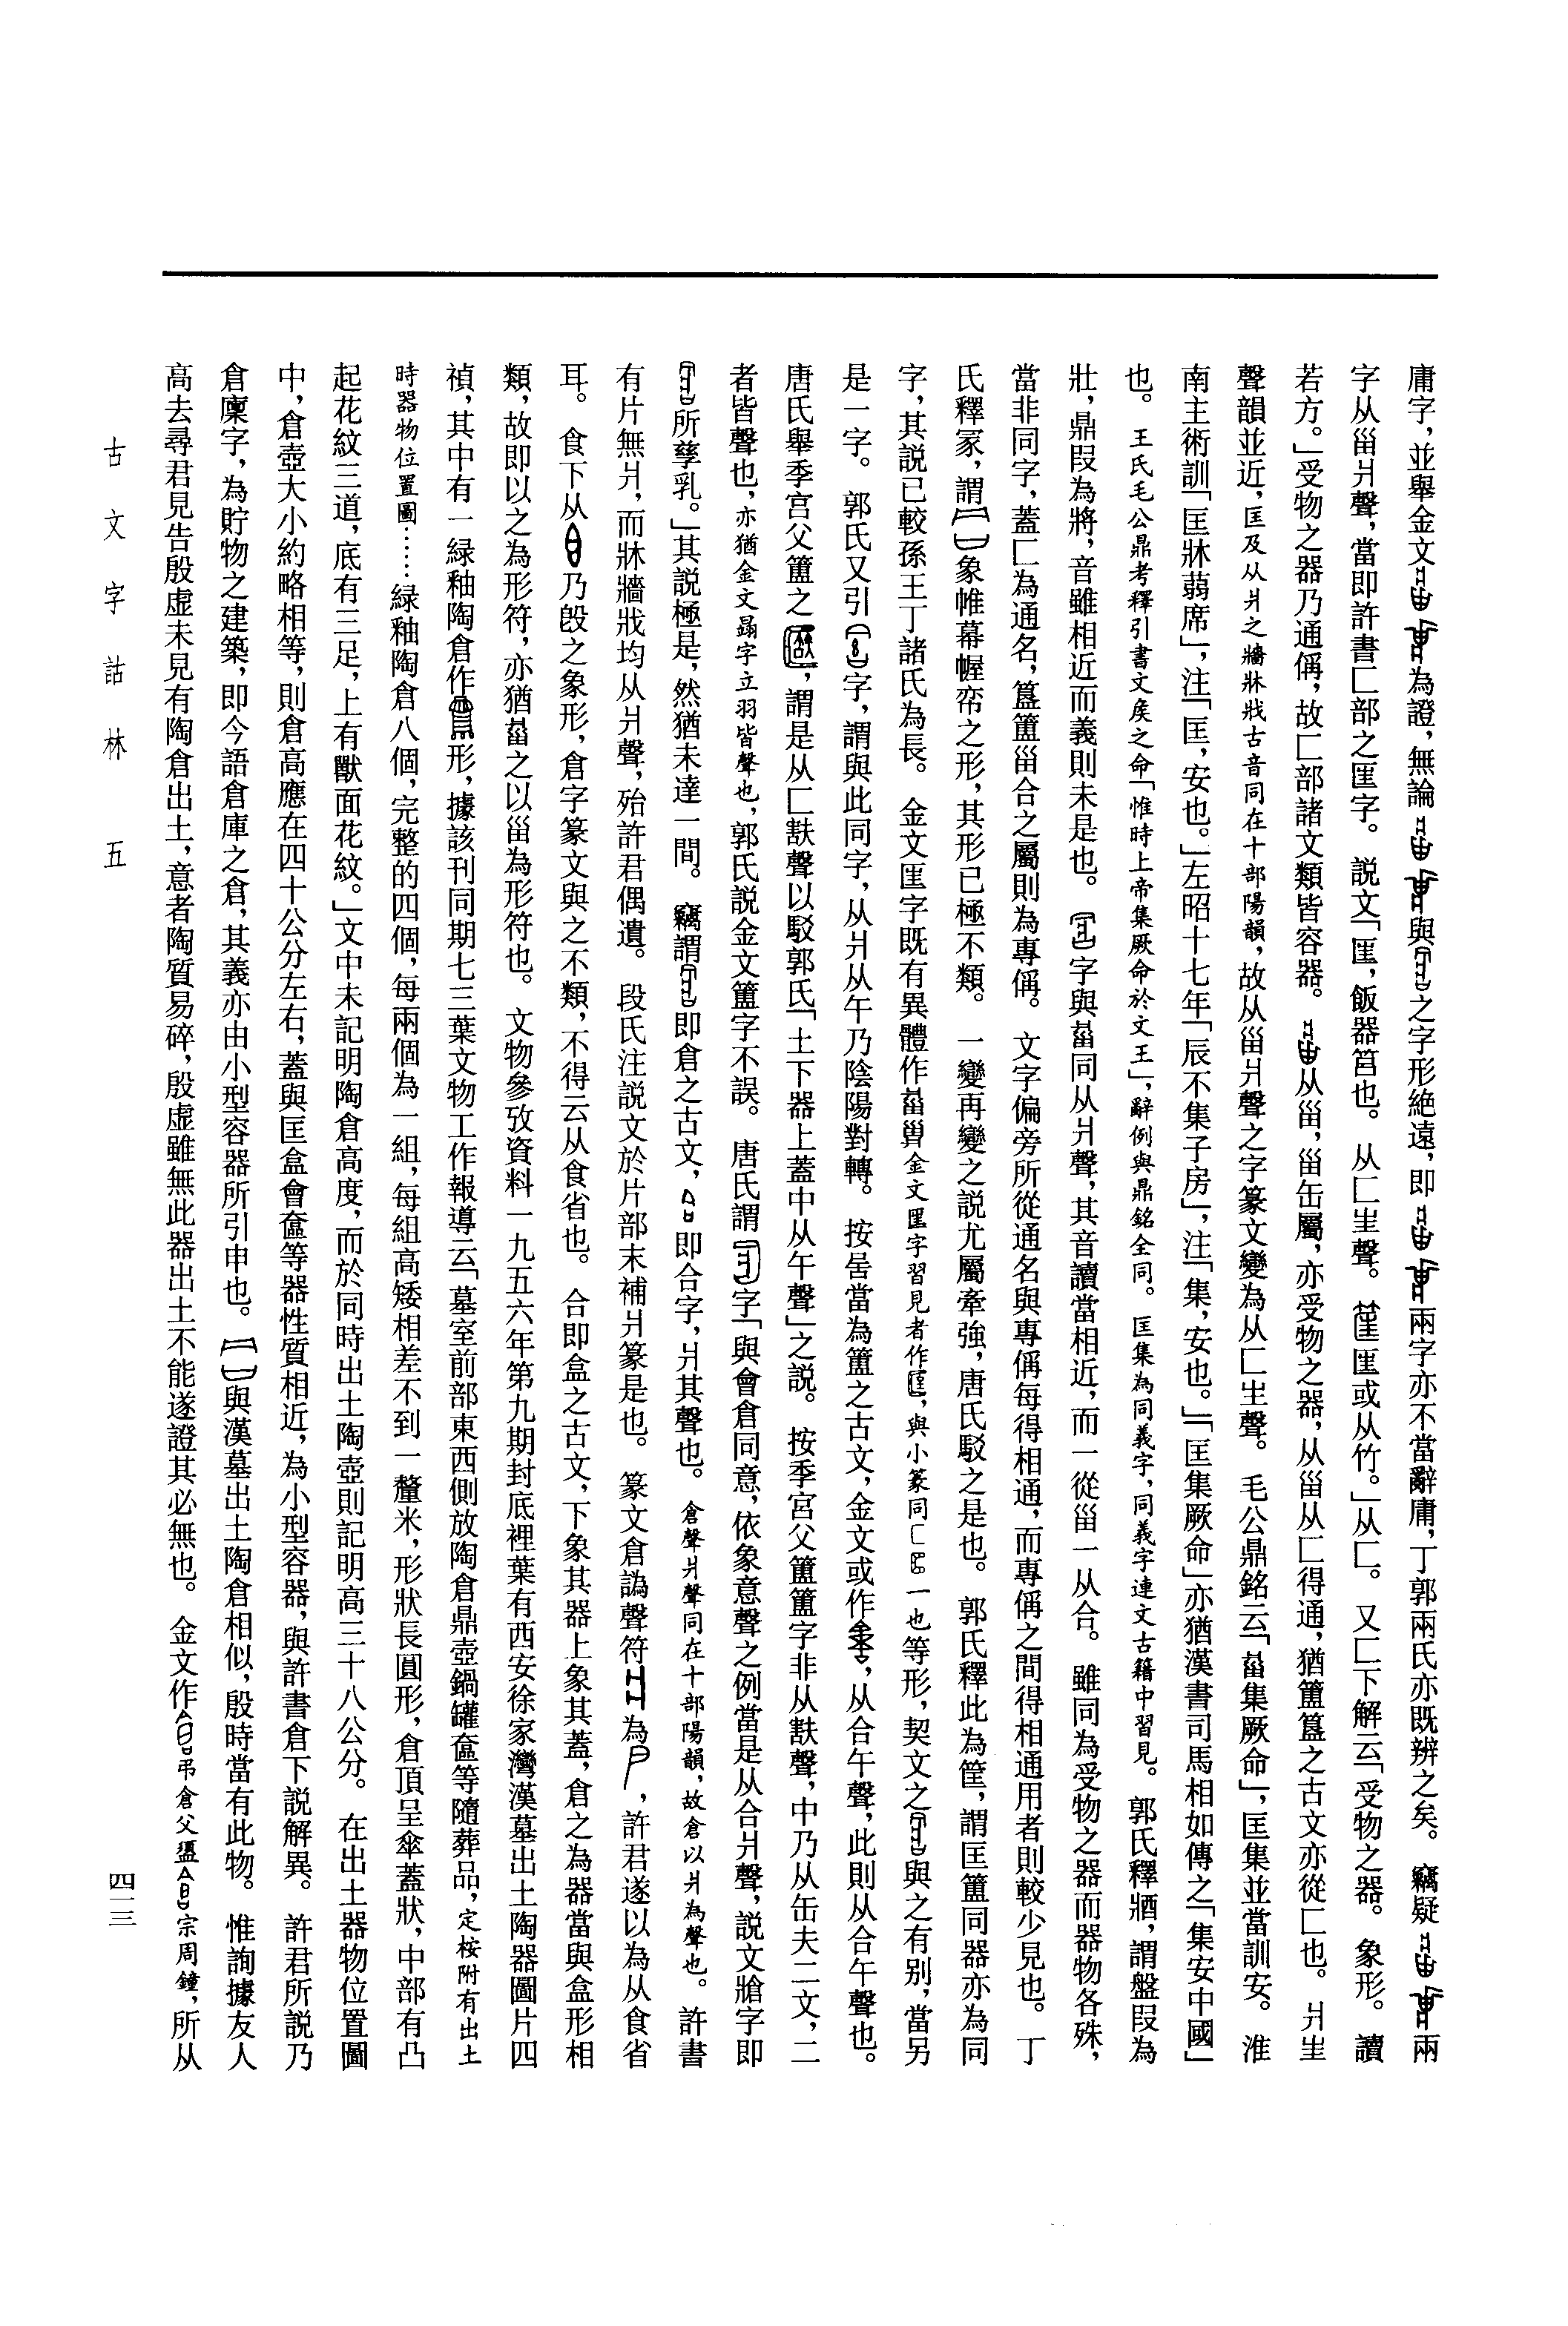 庸字，並舉金文為證，無論與之字形絕遠，即兩字亦不當辭庸，丁郭兩氏亦既辨之矣。竊疑兩
字从甾爿聲，當即許書匚部之匡字。說文「匡，飯器筥也。从匚㞷聲。筐匡或从竹。」从匚。又匚下解云「受物之器。象形。讀
若方。」受物之器乃通偁，故匚部諸文類皆容器。从甾，甾缶屬，亦受物之器，从甾从匚得通，猶簠簋之古文亦從匚也。爿㞷
聲韻並近，匡及从爿之牆牀戕古音同在十部陽韻，故从甾爿聲之字篆文變為从匚㞷聲。毛公鼎銘云「集厥命」，匡集並當訓安。淮
南主術訓「匡牀蒻席」，注「匡，安也。」左昭十七年「辰不集于房」，注「集，安也。」「匡集厥命」亦猶漢書司馬相如傳之「集安中國」
也。王氏毛公鼎考釋引書文矦之命「惟時上帝集厥命於文王」，辭例與鼎銘全同。匡集為同義字，同義字連文古籍中習見。郭氏釋𤖅，謂盤叚為
壯，鼎叚為將，音雖相近而義則未是也。字與同从爿聲，其音讀當相近，而一從甾一从合。雖同為受物之器而器物各殊，
當非同字，蓋匚為通名，簋簠甾合之屬則為專偁。文字偏旁所從通名與專偁每得相通，而專偁之間得相通用者則較少見也。丁
氏釋冢，謂象帷幕幄帟之形，其形已極不類。一變再變之說尤屬牽強，唐氏駁之是也。郭氏釋此為筐，謂匡簠同器亦為同
字，其說已較孫王丁諸氏為長。金文匡字既有異體作金文匡字習見者作，與小篆同匚一也等形，契文之與之有別，當另
是一字。郭氏又引字，謂與此同字，从爿从午乃陰陽對轉。按當為簠之古文，金文或作，从合午聲，此則从合午聲也。
唐氏舉季宮父簠之，謂是从匚㝬聲以駁郭氏「土下器上蓋中从午聲」之說。按季宮父簠簠字非从㝬聲，中乃从缶夫二文，二
者皆聲也，亦猶金文字立羽皆聲也，郭氏說金文簠字不誤。唐氏謂字「與會倉同意，依象意聲之例當是从合爿聲，說文牄字即
所孳乳。」其說極是，然猶未達一間。竊謂即倉之古文，即合字，爿其聲也。倉聲爿聲同在十部陽韻，故倉以爿為聲也。許書
有片無爿，而牀牆戕均从爿聲，殆許君偶遺。段氏注說文於片部末補爿篆是也。篆文倉譌聲符為，許君遂以為从食省
耳。食下从乃㲃之象形，倉字篆文與之不類，不得云从食省也。合即盒之古文，下象其器上象其蓋，倉之為器當與盒形相
類，故即以之為形符，亦猶之以甾為形符也。文物參攷資料一九五六年第九期封底裡葉有西安徐家灣漢墓出土陶器圖片四
禎，其中有一緑釉陶倉作形，據該刊同期七三葉文物工作報導云「墓室前部東西側放陶倉鼎壺鍋罐盒等隨葬品，定按附有出土
時器物位置圖……緑釉陶倉八個，完整的四個，每兩個為一組，每組高矮相差不到一釐米，形狀長圓形，倉頂呈傘蓋狀，中部有凸
起花紋三道，底有三足，上有獸面花紋。」文中未記明陶倉高度，而於同時出土陶壺則記明高三十八公分。在出土器物位置圖
中，倉壺大小約略相等，則倉高應在四十公分左右，蓋與匡盒會盒等器性質相近，為小型容器，與許書倉下說解異。許君所說乃
倉廩字，為貯物之建築，即今語倉庫之倉，其義亦由小型容器所引申也。與漢墓出土陶倉相似，殷時當有此物。惟詢據友人
高去尋君見告殷虛未見有陶倉出土，意者陶質易碎，殷虛雖無此器出土不能遂證其必無也。金文作弔倉父盨宗周鐘，所从
古文字詁林 五
四一三